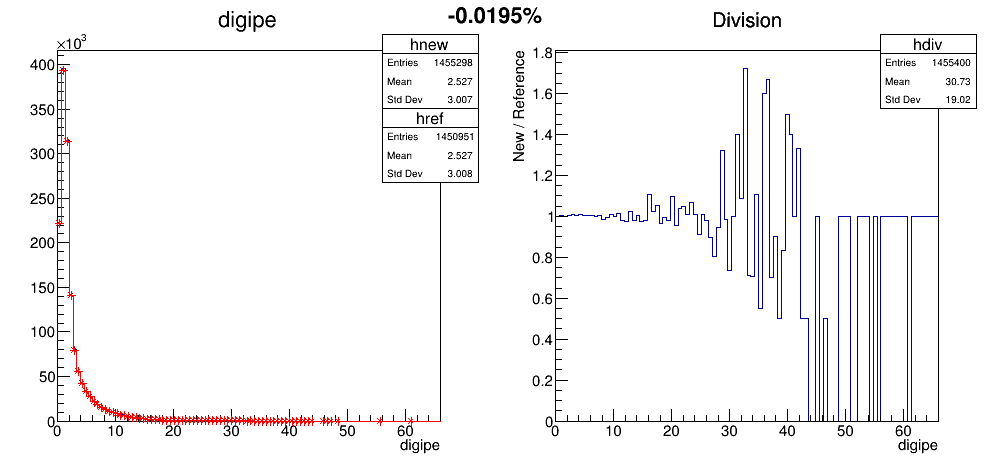 -0.0195%
digipe
×10³
hnew
Entries 1455298
Mean 2.527
Std Dev 3.007
href
Entries 1450951
Mean 2.527
Std Dev 3.008
400
350
300
250
200
150
100
50
0
0 10 20 30 40 50 60
digipe
Division
hdiv
Entries 1455400
Mean 30.73
Std Dev 19.02
New / Reference
1.8
1.6
1.4
1.2
1
0.8
0.6
0.4
0.2
0
0 10 20 30 40 50 60
digipe